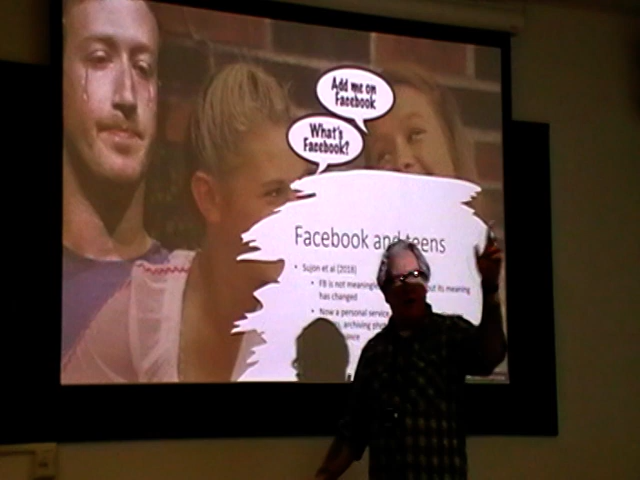 Add me on
Facebook
What's
Facebook?
Facebook and teens
• Sujon et al (2018)
• FB is not but its meaning
has changed
• Now a personal service
archiving